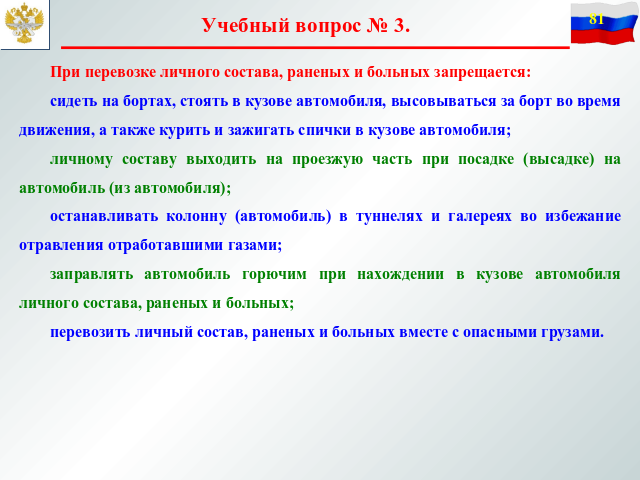 Учебный вопрос № 3.
81
При перевозке личного состава, раненых и больных запрещается:
сидеть на бортах, стоять в кузове автомобиля, высовываться за борт во время
движения, а также курить и зажигать спички в кузове автомобиля;
личному составу выходить на проезжую часть при посадке (высадке) на
автомобиль (из автомобиля);
останавливать колонну (автомобиль) в туннелях и галереях во избежание
отравления отработавшими газами;
заправлять автомобиль горючим при нахождении в кузове автомобиля
личного состава, раненых и больных;
перевозить личный состав, раненых и больных вместе с опасными грузами.